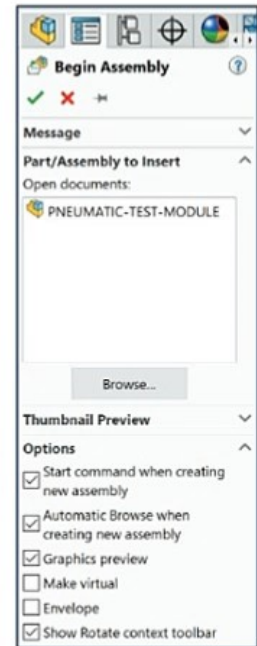 Begin Assembly
Message
Part/Assembly to Insert
Open documents:
PNEUMATIC-TEST-MODULE
Browse...
Thumbnail Preview
Options
Start command when creating
new assembly
Automatic Browse when
creating new assembly
Graphics preview
Make virtual
Envelope
Show Rotate context toolbar